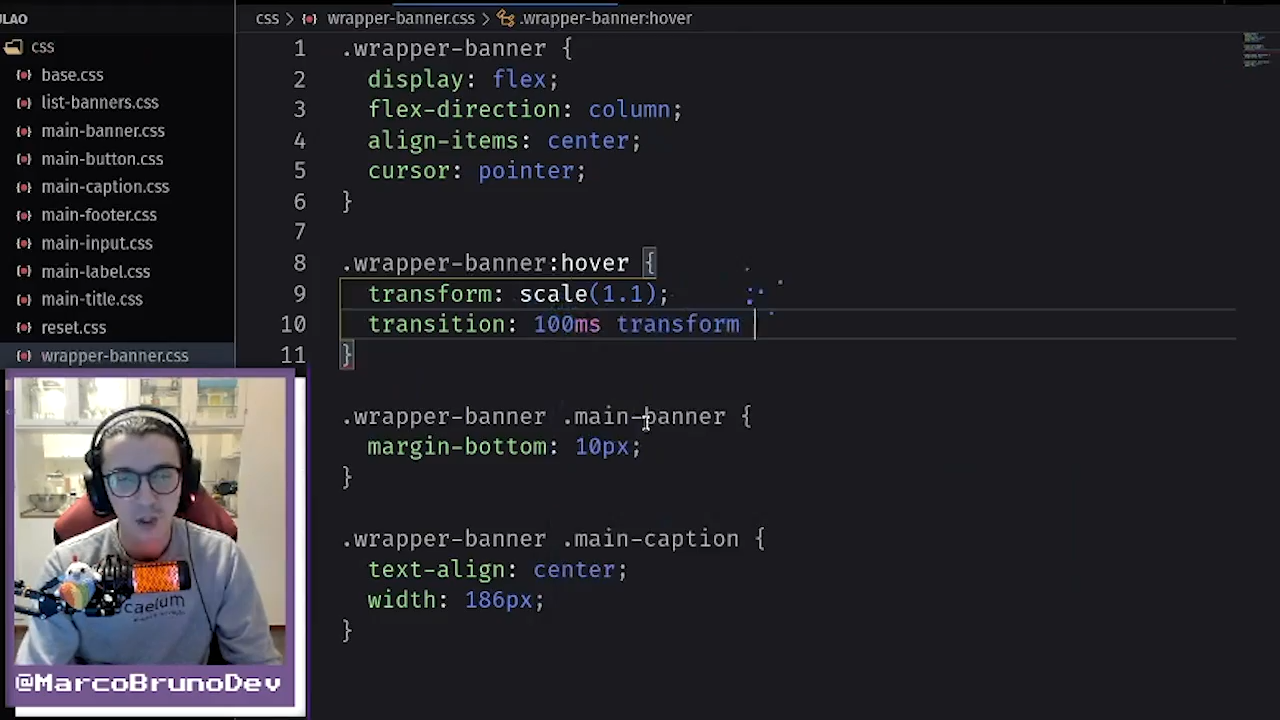 ULAO
css > wrapper-banner.css > .wrapper-banner:hover
css
base.css
list-banners.css
main-banner.css
main-button.css
main-caption.css
main-footer.css
main-input.css
main-label.css
main-title.css
reset.css
wrapper-banner.css
1 .wrapper-banner {
2 display: flex;
3 flex-direction: column;
4 align-items: center;
5 cursor: pointer;
6 }
7
8 .wrapper-banner:hover {
9 transform: scale(1.1);
10 transition: 100ms transform
11 }
.wrapper-banner .main-banner {
margin-bottom: 10px;
}
.wrapper-banner .main-caption {
text-align: center;
width: 186px;
}
caelum
@MarcoBrunoDev